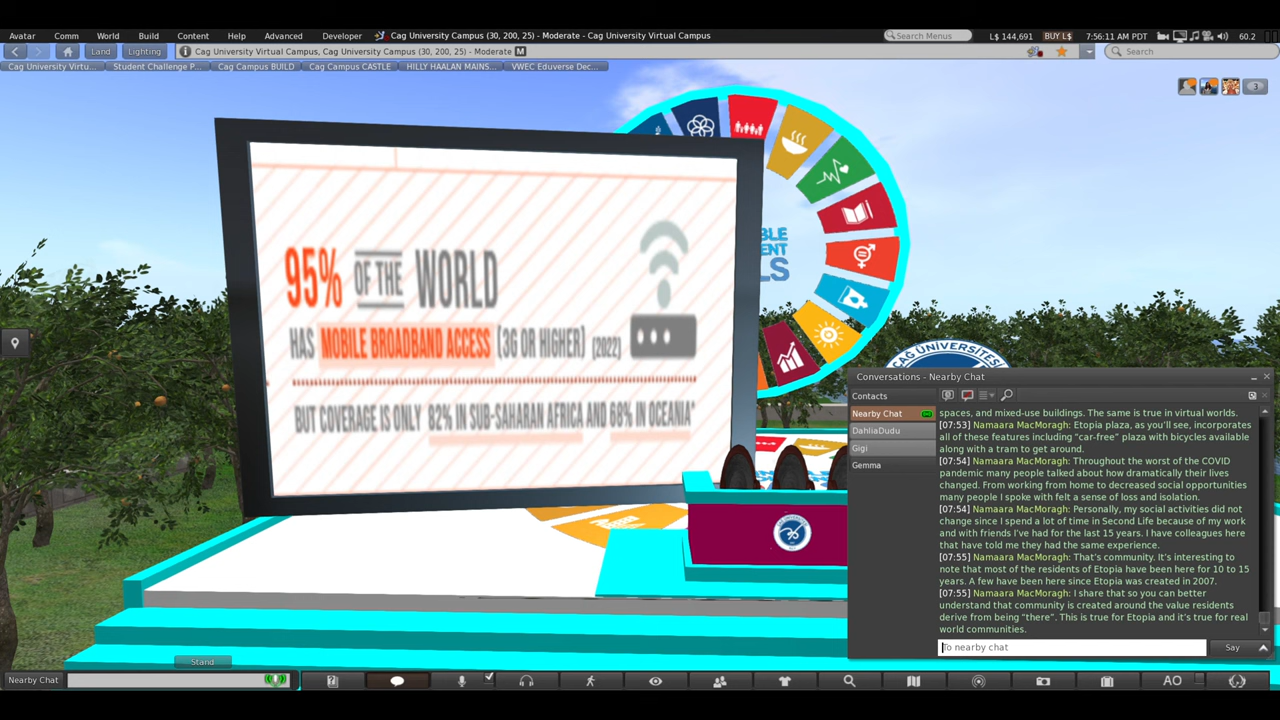 Avatar Comm World Build Content Help Advanced Developer Cag University Virtual Campus, Cag University Campus (30, 200, 25) - Moderate - Cag University Virtual Campus Search Menus L$ 144,691 BUY L$ 7:56:11 AM PDT 60.2
Land Lighting Cag University Virtual Campus, Cag University Campus (30, 200, 25) - Moderate M Search
Cag University Virtu... Student Challenge P... Cag Campus BUILD Cag Campus CASTLE HILLY HAALAN MAINS... VWEC Eduverse Dec...
3
95% OF THE WORLD
HAS MOBILE BROADBAND ACCESS (3G OR HIGHER) (2022)
BUT COVERAGE IS ONLY 82% IN SUB-SAHARAN AFRICA AND 68% IN OCEANIA*
BLE
ENT
LS
CAG ÜNİVERSİTESİ
Conversations - Nearby Chat
Contacts
Nearby Chat
DahliaDudu
Gigi
Gemma
spaces, and mixed-use buildings. The same is true in virtual worlds.
[07:53] Namaara MacMoragh: Etopia plaza, as you'll see, incorporates
all of these features including "car-free" plaza with bicycles available
along with a tram to get around.
[07:54] Namaara MacMoragh: Throughout the worst of the COVID
pandemic many people talked about how dramatically their lives
changed. From working from home to decreased social opportunities
many people I spoke with felt a sense of loss and isolation.
[07:54] Namaara MacMoragh: Personally, my social activities did not
change since I spend a lot of time in Second Life because of my work
and with friends I've had for the last 15 years. I have colleagues here
that have told me they had the same experience.
[07:55] Namaara MacMoragh: That's community. It's interesting to
note that most of the residents of Etopia have been here for 10 to 15
years. A few have been here since Etopia was created in 2007.
[07:55] Namaara MacMoragh: I share that so you can better
understand that community is created around the value residents
derive from being "there". This is true for Etopia and it's true for real
world communities.
To nearby chat Say
Stand
Nearby Chat AO